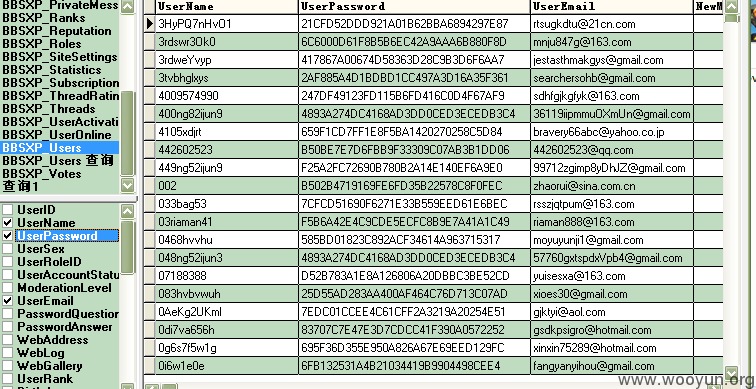 BBSXP_PrivateMess
BBSXP_Ranks
BBSXP_Reputation
BBSXP_Roles
BBSXP_SiteSettings
BBSXP_Statistics
BBSXP_Subscription
BBSXP_ThreadRatin
BBSXP_Threads
BBSXP_UserActivati
BBSXP_UserOnline
BBSXP_Users
BBSXP_Users 查询
BBSXP_Votes
查询1
UserID
UserName
UserPassword
UserSex
UserRoleID
UserAccountStatu
ModerationLevel
UserEmail
PasswordQuestion
PasswordAnswer
WebAddress
WebLog
WebGallery
UserRank
UserName UserPassword UserEmail NewM
3HyPQ7nHvO1 21CFD52DDD921A01B62BBA6894297E87 rtsugkdtu@21cn.com
3rdswr3Ok0 6C6000D61F8B5B6EC42A9AAA6B880F8D mnju847g@163.com
3rdweYvyp 417867A00674D58363D28C9B3D6F6AA7 jestasthmakgys@gmail.com
3tvbhglkys 2AF885A4D1BDBD1CC497A3D16A35F361 searchersohb@gmail.com
4009574990 247DF49123FD115B6FD416C0D4F67AF9 sdhfgjkgfyk@163.com
400ng82ijun9 4893A274DC4168AD3DD0CED3ECEDB3C4 36119iipmmuOXmUn@gmail.com
4105xdjrt 659F1CD7FF1E8F5BA1420270258C5D84 bravery66abc@yahoo.co.jp
442602523 B50BE7E7D6FBB9F33309C07AB3B1DD06 442602523@qq.com
449ng52ijun9 F25A2FC72690B780B2A14E140EF6A9E0 99712zgimp8yDhJZ@gmail.com
002 B502B4719169FE6FD35B22578C8F0FEC zhaorui@sina.com.cn
033bag53 7CFCD51690F6271E33B559EED61E6BEC rsszjqtpum@163.com
03riaman41 F5B6A42E4C9CDE5ECFC8B9E7A41A1C49 riaman888@163.com
0468hvvhu 585BD01823C892ACF34614A963715317 moyuyunji1@gmail.com
048ng52ijun3 4893A274DC4168AD3DD0CED3ECEDB3C4 57760gxtspdxVpb4@gmail.com
07188388 D52B783A1E8A126806A20DBBC3BE52CD yuisesxa@163.com
083hvbvwuh 25D55AD283AA400AF464C76D713C07AD xioes30@gmail.com
0AeKg2UKml 7EDC01CCEE4C61CFF2A3219A20254E51 gjktyi@aol.com
0di7va656h 83707C7E47E3D7CDCC41F390A0572252 gsdkpsigro@hotmail.com
0g6s7f5w1g 695F36D355E950A826A67E69EED129FC xinxin75289@hotmail.com
0i6w1e0e 6FB132531A4B21034419B9904498CEE4 fangyanyihou@gmail.com
www.wooyun.org